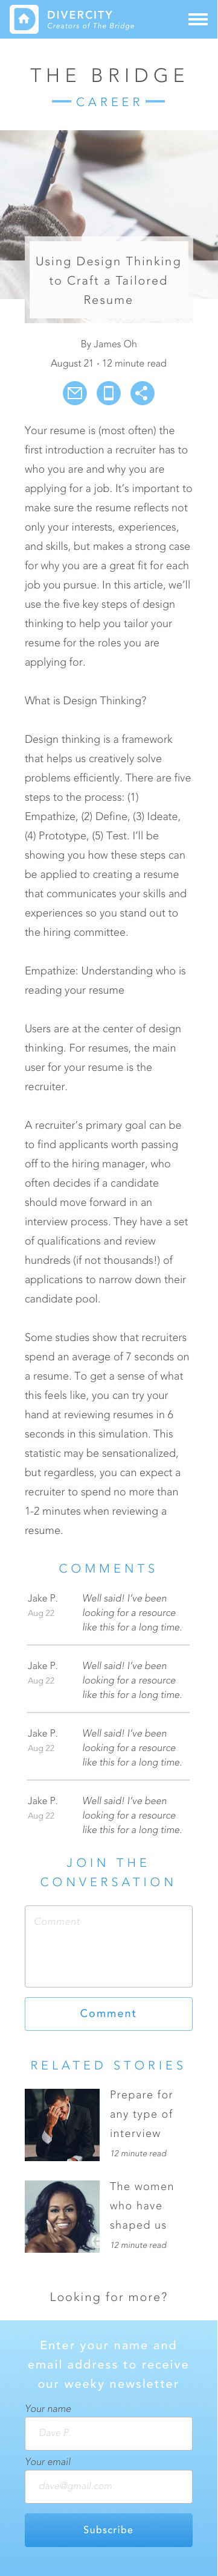 DIVERCITY
Creators of The Bridge
THE BRIDGE
CAREER
Using Design Thinking
to Craft a Tailored
Resume
By James Oh
August 21 - 12 minute read
Your resume is (most often) the
first introduction a recruiter has to
who you are and why you are
applying for a job. It's important to
make sure the resume reflects not
only your interests, experiences,
and skills, but makes a strong case
for why you are a great fit for each
job you pursue. In this article, we'll
use the five key steps of design
thinking to help you tailor your
resume for the roles you are
applying for.
What is Design Thinking?
Design thinking is a framework
that helps us creatively solve
problems efficiently. There are five
steps to the process: (1)
Empathize, (2) Define, (3) Ideate,
(4) Prototype, (5) Test. I'll be
showing you how these steps can
be applied to creating a resume
that communicates your skills and
experiences so you stand out to
the hiring committee.
Empathize: Understanding who is
reading your resume
Users are at the center of design
thinking. For resumes, the main
user for your resume is the
recruiter.
A recruiter's primary goal can be
to find applicants worth passing
off to the hiring manager, who
often decides if a candidate
should move forward in an
interview process. They have a set
of qualifications and review
hundreds (if not thousands!) of
applications to narrow down their
candidate pool.
Some studies show that recruiters
spend an average of 7 seconds on
a resume. To get a sense of what
this feels like, you can try your
hand at reviewing resumes in 6
seconds in this simulation. This
statistic may be sensationalized,
but regardless, you can expect a
recruiter to spend no more than
1-2 minutes when reviewing a
resume.
COMMENTS
Jake P.
Aug 22
Well said! I've been
looking for a resource
like this for a long time.
Jake P.
Aug 22
Well said! I've been
looking for a resource
like this for a long time.
Jake P.
Aug 22
Well said! I've been
looking for a resource
like this for a long time.
Jake P.
Aug 22
Well said! I've been
looking for a resource
like this for a long time.
JOIN THE
CONVERSATION
Comment
Comment
RELATED STORIES
Prepare for
any type of
interview
12 minute read
The women
who have
shaped us
12 minute read
Looking for more?
Enter your name and
email address to receive
our weeky newsletter
Your name
Dave P.
Your email
dave@gmail.com
Subscribe